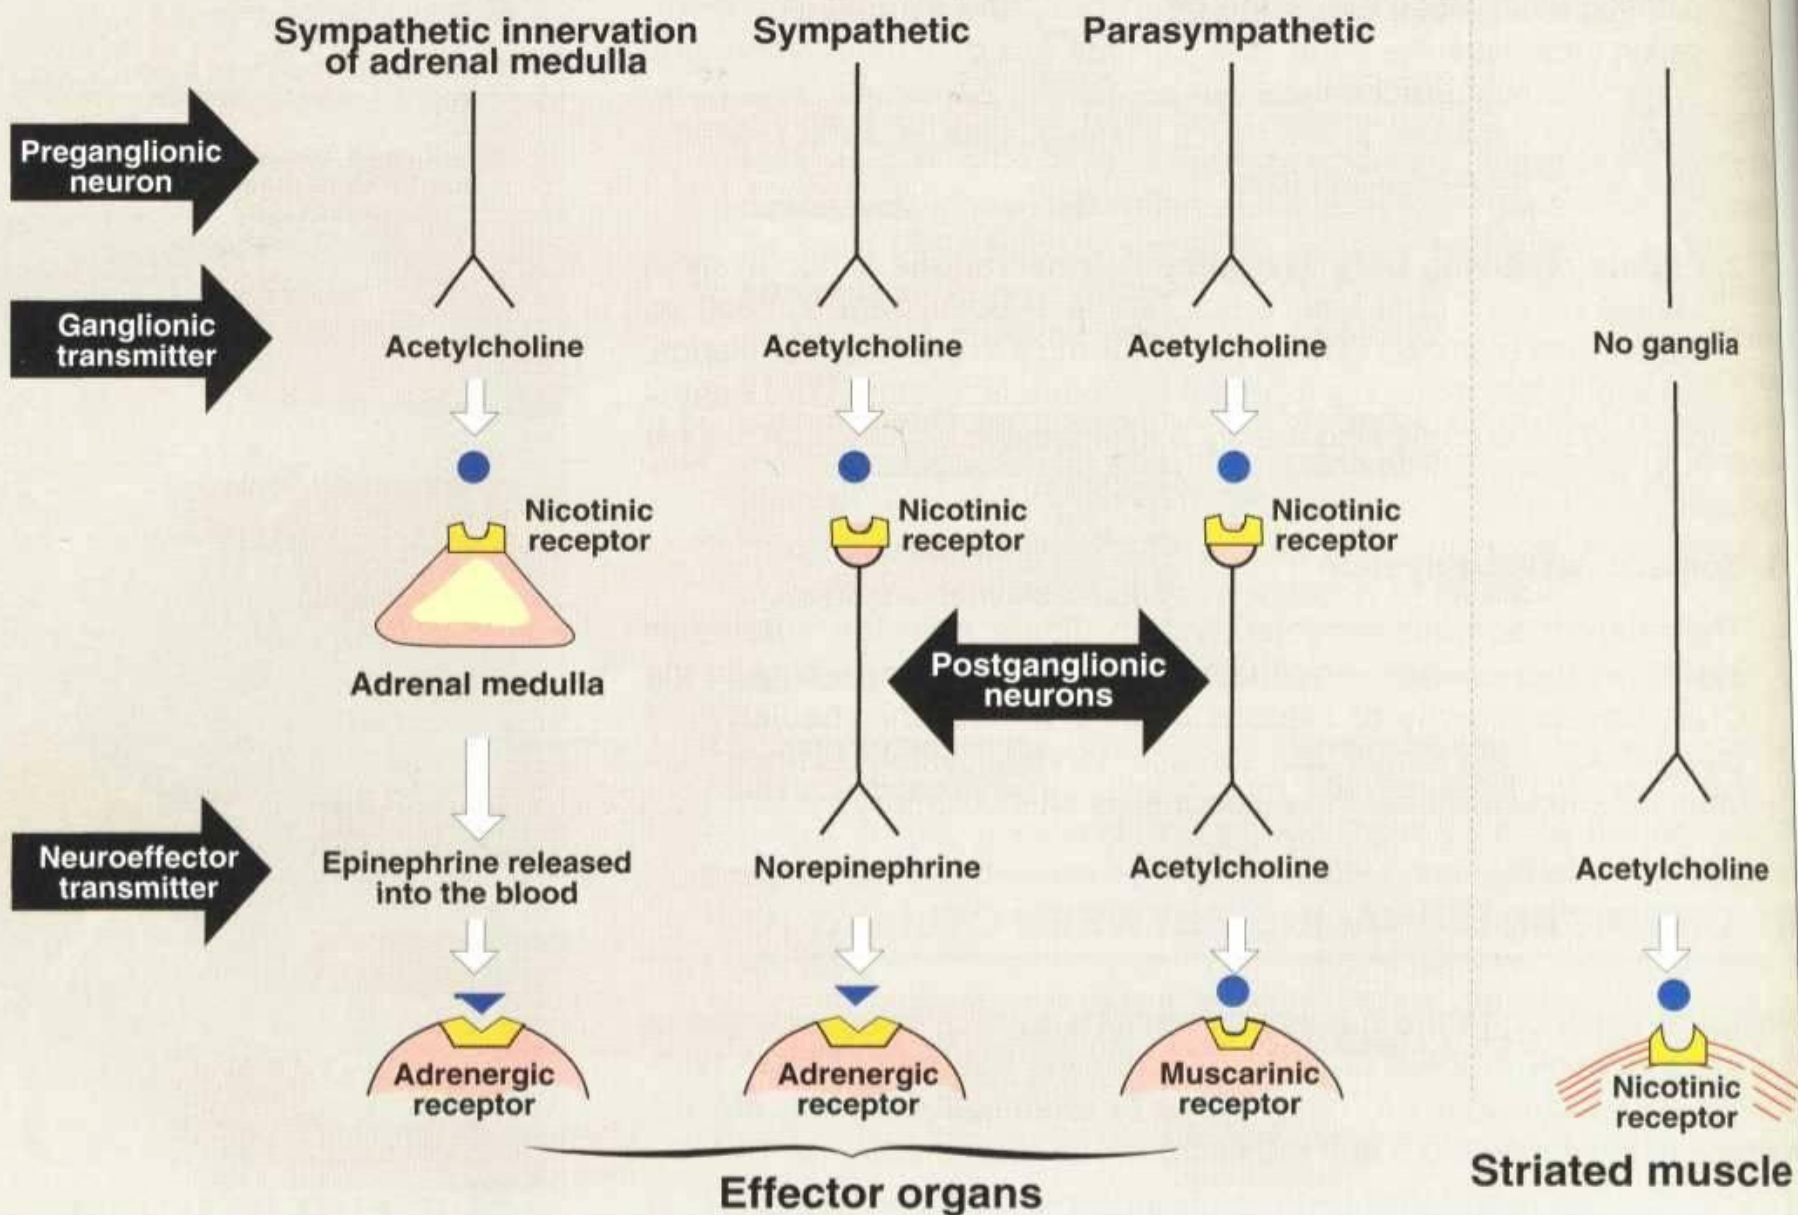 Sympathetic innervation
of adrenal medulla
Sympathetic
Parasympathetic
Preganglionic
neuron
Ganglionic
transmitter
Acetylcholine
Acetylcholine
Acetylcholine
No ganglia
Nicotinic
receptor
Nicotinic
receptor
Nicotinic
receptor
Adrenal medulla
Postganglionic
neurons
Neuroeffector
transmitter
Epinephrine released
into the blood
Norepinephrine
Acetylcholine
Acetylcholine
Adrenergic
receptor
Adrenergic
receptor
Muscarinic
receptor
Nicotinic
receptor
Effector organs
Striated muscle